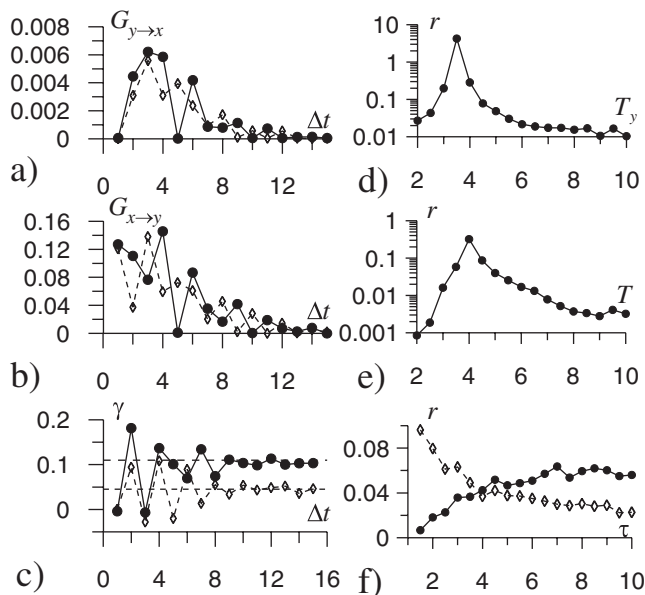 G_{y→x}
0.008
0.006
0.004
0.002
0
Δt
a)
0 4 8 12
r
10
1
0.1
0.01
T_y
d)
2 4 6 8 10
G_{x→y}
0.16
0.12
0.08
0.04
0
Δt
b)
0 4 8 12
r
1
0.1
0.01
0.001
T
e)
2 4 6 8 10
γ
0.2
0.1
0
Δt
c)
0 4 8 12 16
r
0.08
0.04
0
τ
f)
2 4 6 8 10